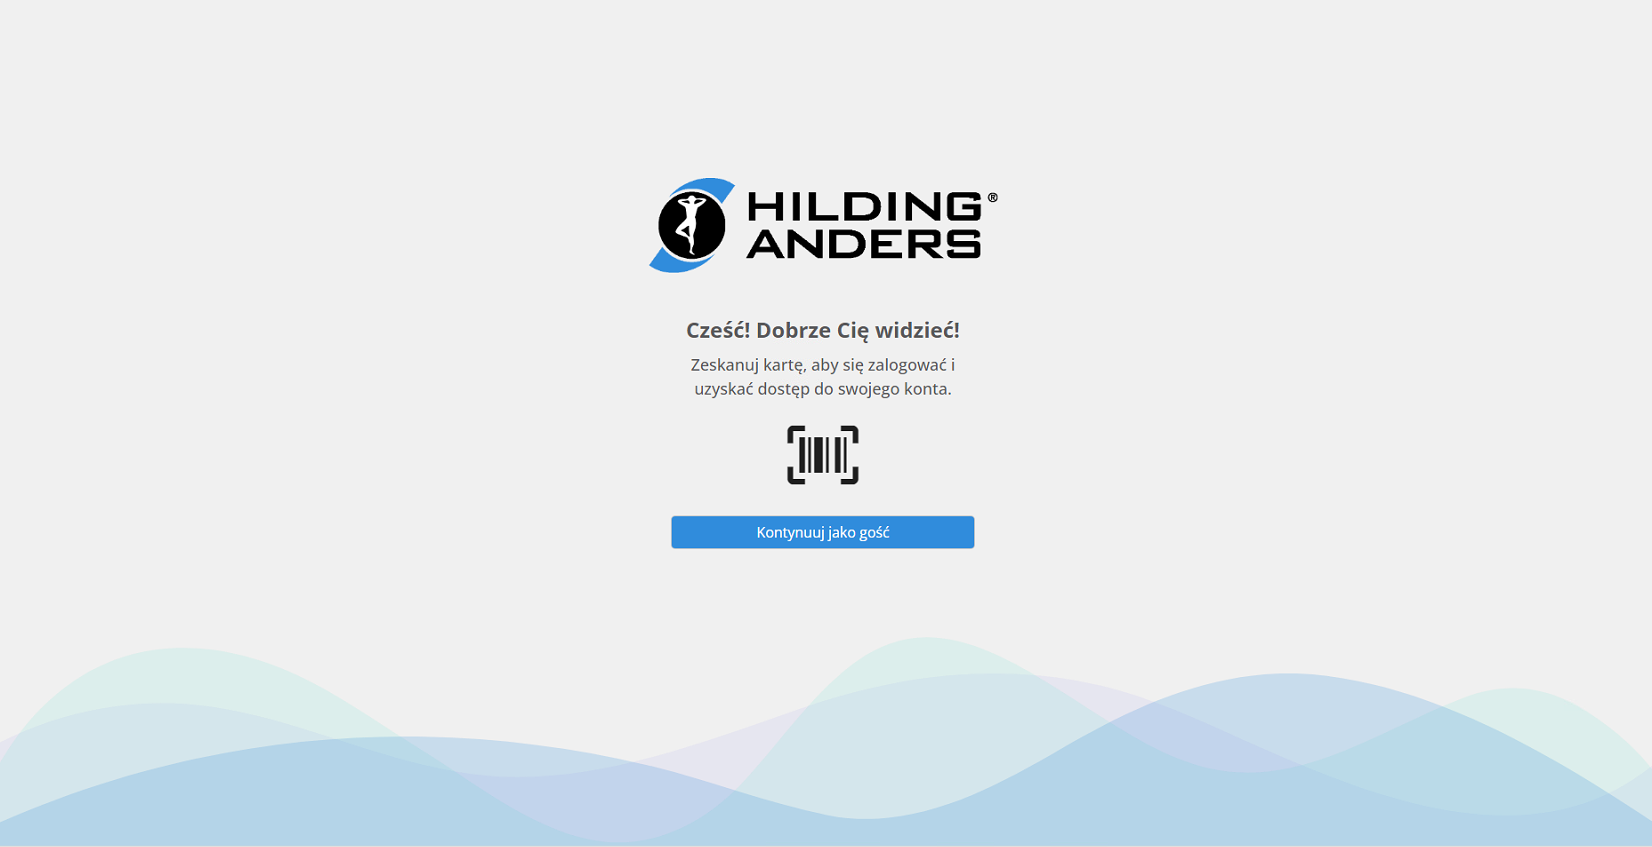 HILDING ®
ANDERS
Cześć! Dobrze Cię widzieć!
Zeskanuj kartę, aby się zalogować i
uzyskać dostęp do swojego konta.
Kontynuuj jako gość